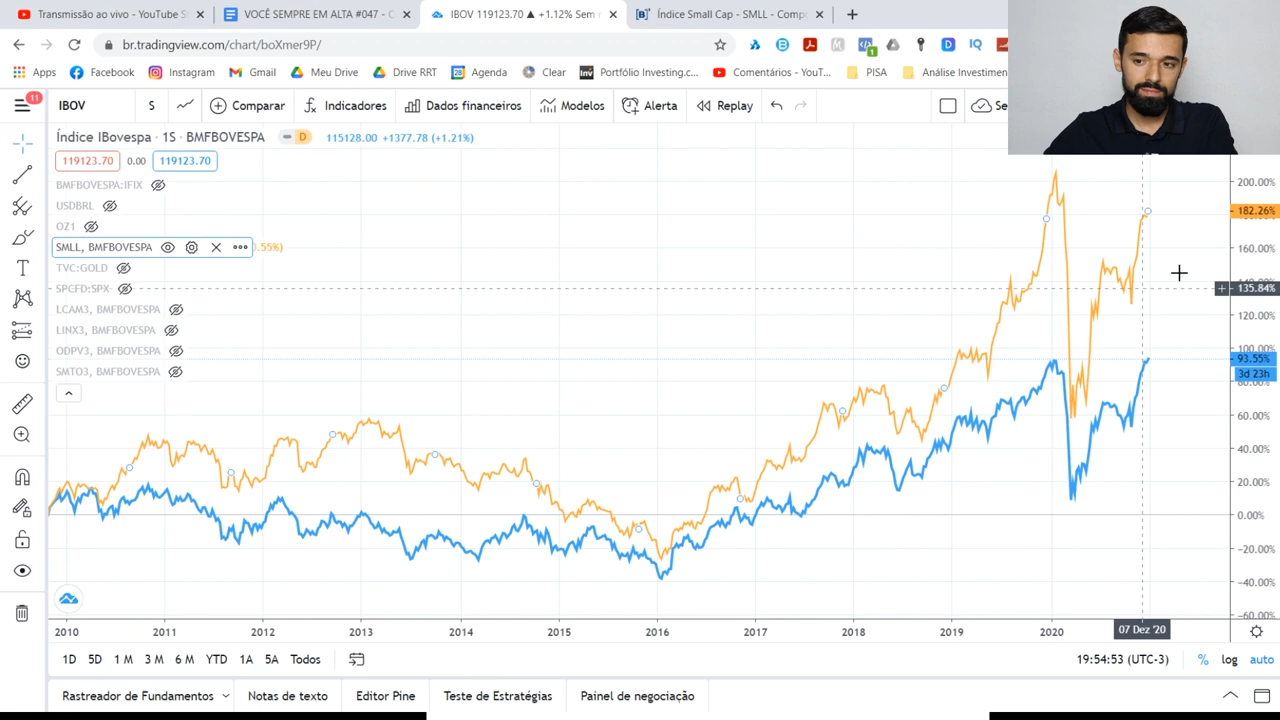 Transmissão ao vivo - YouTube S
VOCÊ SEMPRE EM ALTA #047 - G
IBOV 119123.70 ▲ +1.12% Sem n
Índice Small Cap - SMLL - Compo
br.tradingview.com/chart/boXmer9P/
Apps
Facebook
Instagram
Gmail
Meu Drive
Drive RRT
Agenda
Clear
Portfólio Investing.c...
Comentários - YouT...
PISA
Análise Investimen
11
IBOV
S
Comparar
Indicadores
Dados financeiros
Modelos
Alerta
Replay
Se
Índice IBovespa · 1S · BMFBOVESPA
D
115128.00 +1377.78 (+1.21%)
119123.70
0.00
119123.70
BMFBOVESPA:IFIX
USDBRL
OZ1
SMLL, BMFBOVESPA
0.55%)
TVC:GOLD
SPCFD:SPX
LCAM3, BMFBOVESPA
LINX3, BMFBOVESPA
ODPV3, BMFBOVESPA
SMTO3, BMFBOVESPA
200.00%
182.26%
160.00%
135.84%
120.00%
100.00%
93.55%
3d 23h
80.00%
60.00%
40.00%
20.00%
0.00%
−20.00%
−40.00%
−60.00%
2010
2011
2012
2013
2014
2015
2016
2017
2018
2019
2020
07 Dez '20
1D
5D
1 M
3 M
6 M
YTD
1A
5A
Todos
19:54:53 (UTC-3)
%
log
auto
Rastreador de Fundamentos
Notas de texto
Editor Pine
Teste de Estratégias
Painel de negociação